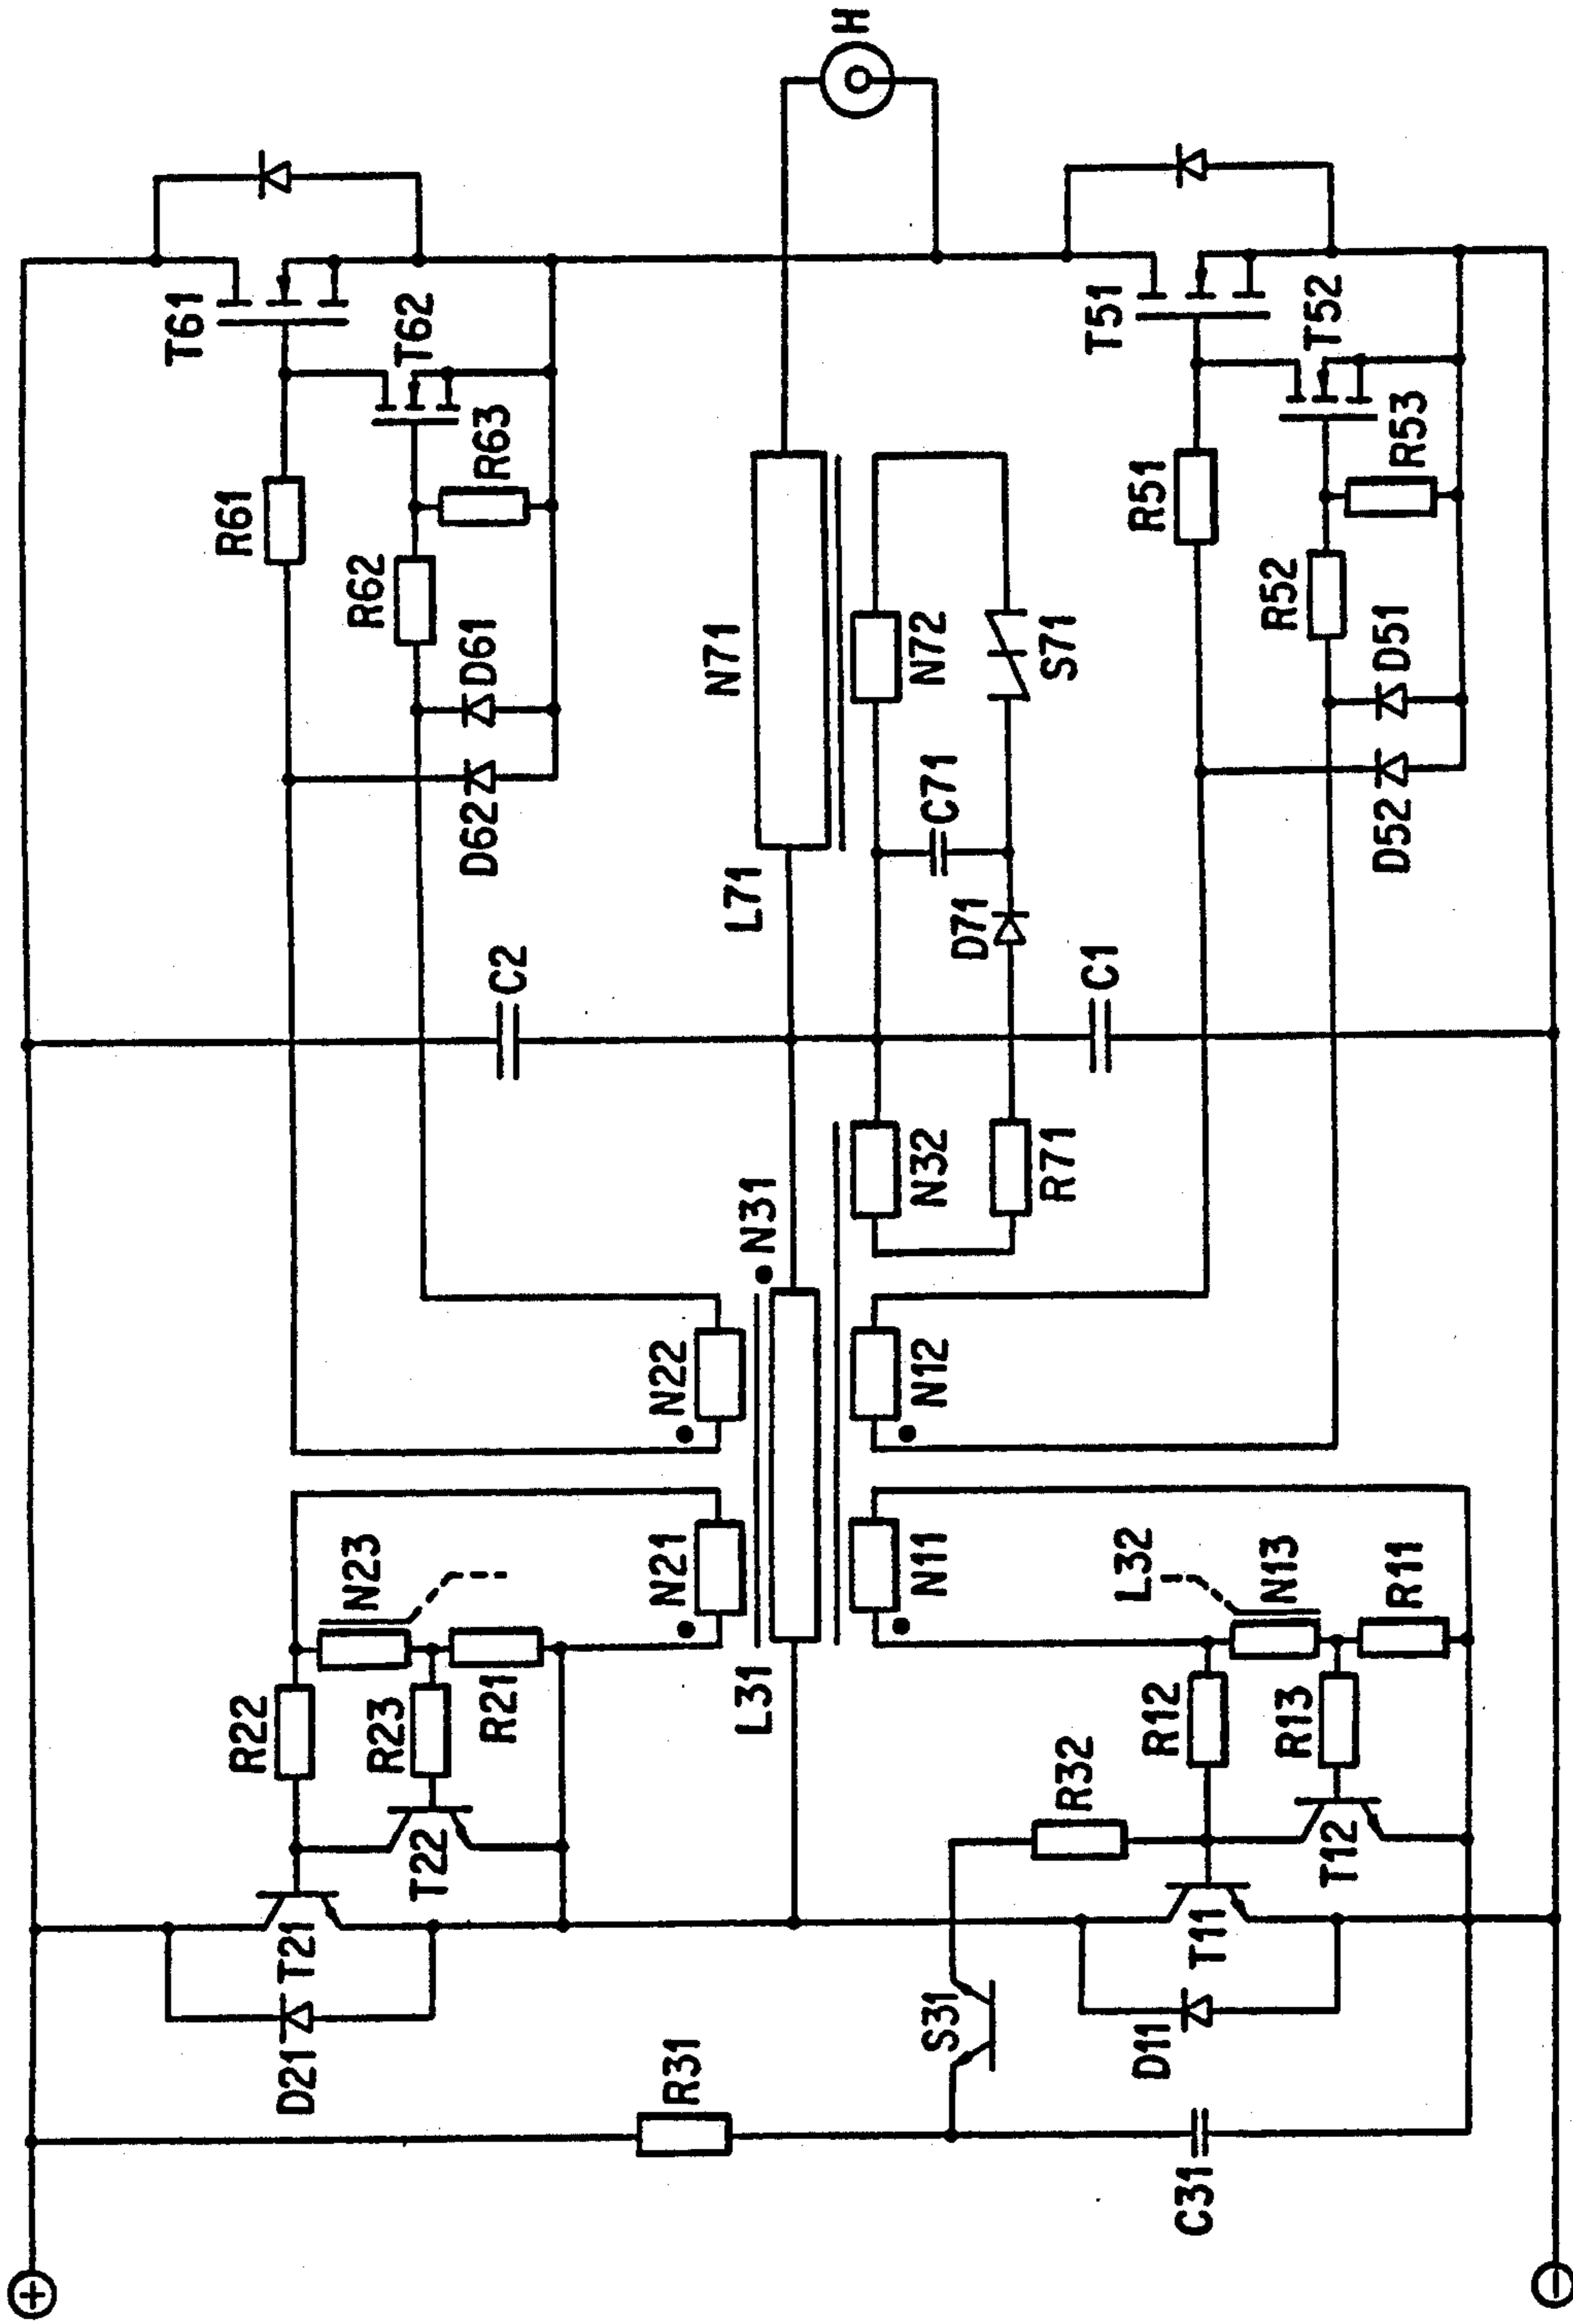 H
T61
T62
R61
R62
R63
D61
D62
T51
T52
R51
R52
R53
D51
D52
N71
N72
S71
L71
C71
D71
C2
C1
N31
N32
R71
N22
N12
N21
N11
L31
N23
R22
R23
R21
L32
N13
R11
R12
R13
R32
T22
T21
D21
T12
T11
D11
S31
R31
C31
+
−